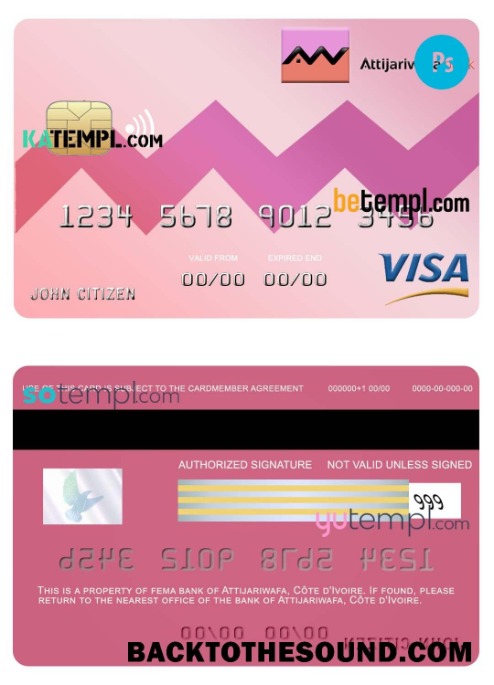 Attijariw
Ps
KATEMPL.COM
betempl.com
1234 5678 9012 3456
VALID FROM EXPIRED END
00/00 00/00
JOHN CITIZEN
VISA
USE OF THIS CARD IS SUBJECT TO THE CARDMEMBER AGREEMENT 000000+1 00/00 0000-00-000-00
sotempl.com
AUTHORIZED SIGNATURE NOT VALID UNLESS SIGNED
999
yutempl.com
1234 5678 9012 3456
THIS IS A PROPERTY OF FEMA BANK OF ATTIJARIWAFA, CÔTE D'IVOIRE. IF FOUND, PLEASE
RETURN TO THE NEAREST OFFICE OF THE BANK OF ATTIJARIWAFA, CÔTE D'IVOIRE.
00/00 00/00
JOHN CITIZEN
BACKTOTHESOUND.COM